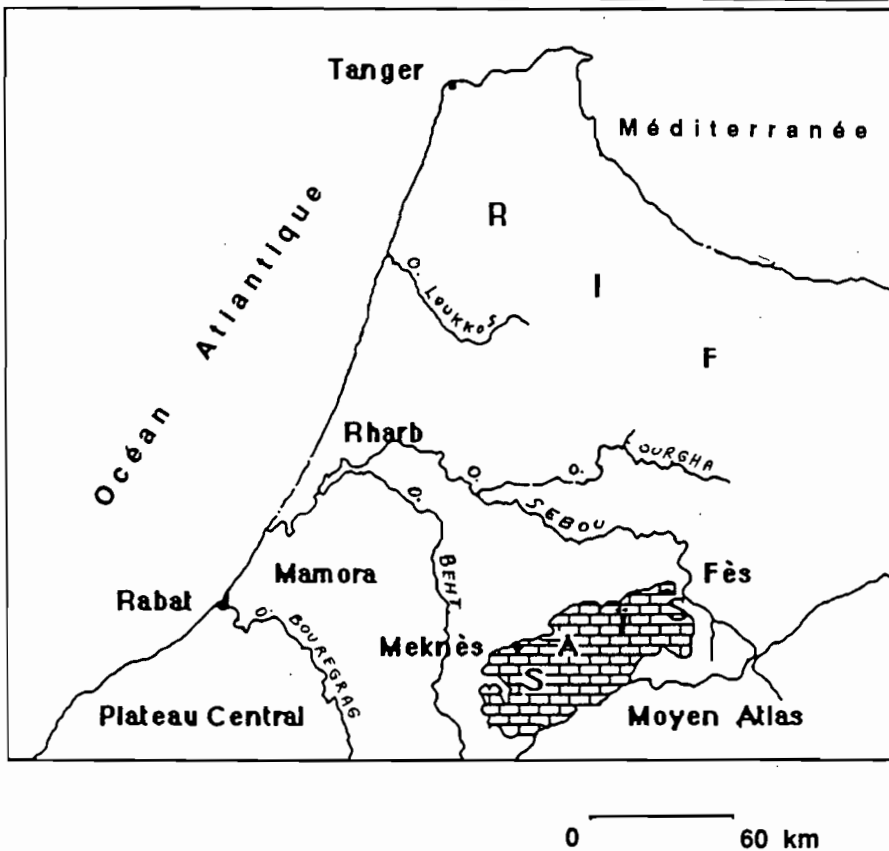 Tanger
Méditerranée
Océan Atlantique
R
I
F
O. LOUKKOS
Rharb
O. OURGHA
O. SEBOU
O. BEHT
Fès
Mamora
Rabat
O. BOUREGRAG
Meknès
S A I S
Plateau Central
Moyen Atlas
0 60 km